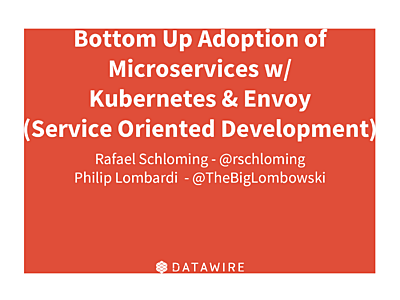 Bottom Up Adoption of
Microservices w/
Kubernetes & Envoy
(Service Oriented Development)
Rafael Schloming - @rschloming
Philip Lombardi - @TheBigLombowski
DATAWIRE